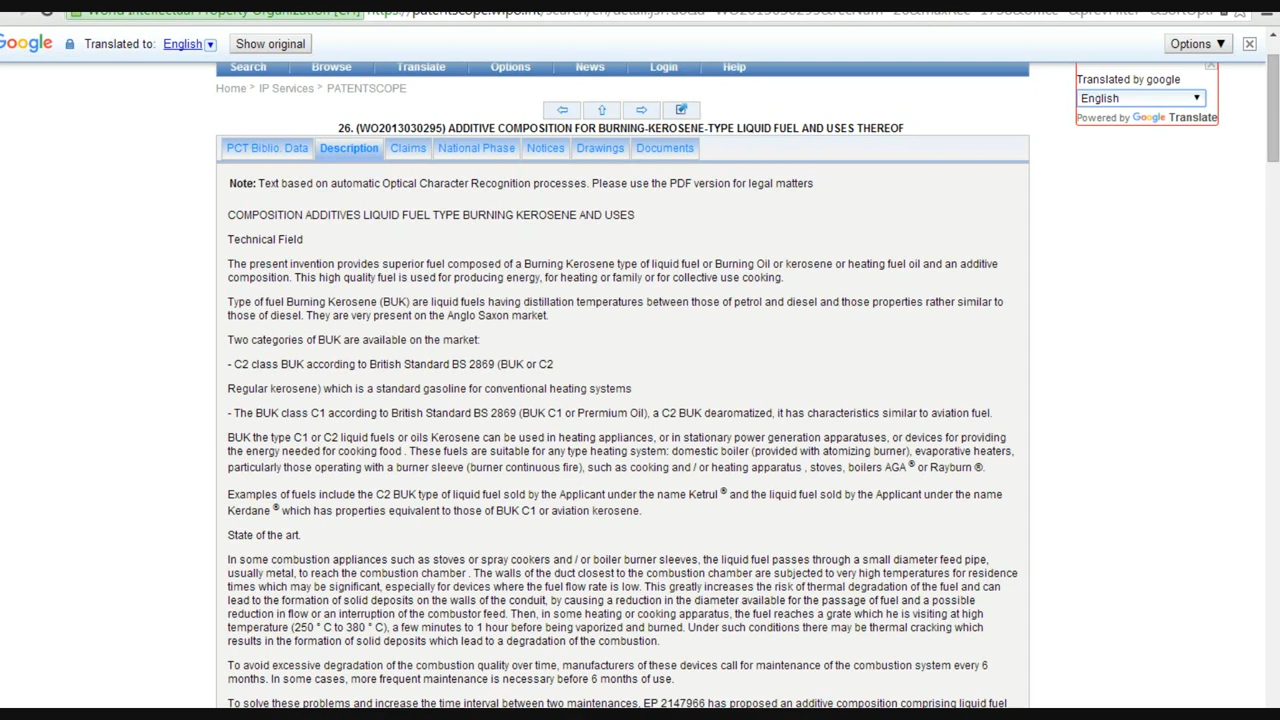 Google Translated to: English ▼ Show original Options ▼
Search Browse Translate Options News Login Help
Translated by google
English ▼
Powered by Google Translate
Home > IP Services > PATENTSCOPE
26. (WO2013030295) ADDITIVE COMPOSITION FOR BURNING-KEROSENE-TYPE LIQUID FUEL AND USES THEREOF
PCT Biblio. Data Description Claims National Phase Notices Drawings Documents
Note: Text based on automatic Optical Character Recognition processes. Please use the PDF version for legal matters
COMPOSITION ADDITIVES LIQUID FUEL TYPE BURNING KEROSENE AND USES
Technical Field
The present invention provides superior fuel composed of a Burning Kerosene type of liquid fuel or Burning Oil or kerosene or heating fuel oil and an additive
composition. This high quality fuel is used for producing energy, for heating or family or for collective use cooking.
Type of fuel Burning Kerosene (BUK) are liquid fuels having distillation temperatures between those of petrol and diesel and those properties rather similar to
those of diesel. They are very present on the Anglo Saxon market.
Two categories of BUK are available on the market:
- C2 class BUK according to British Standard BS 2869 (BUK or C2
Regular kerosene) which is a standard gasoline for conventional heating systems
- The BUK class C1 according to British Standard BS 2869 (BUK C1 or Prermium Oil), a C2 BUK dearomatized, it has characteristics similar to aviation fuel.
BUK the type C1 or C2 liquid fuels or oils Kerosene can be used in heating appliances, or in stationary power generation apparatuses, or devices for providing
the energy needed for cooking food . These fuels are suitable for any type heating system: domestic boiler (provided with atomizing burner), evaporative heaters,
particularly those operating with a burner sleeve (burner continuous fire), such as cooking and / or heating apparatus , stoves, boilers AGA ® or Rayburn ®.
Examples of fuels include the C2 BUK type of liquid fuel sold by the Applicant under the name Ketrul ® and the liquid fuel sold by the Applicant under the name
Kerdane ® which has properties equivalent to those of BUK C1 or aviation kerosene.
State of the art.
In some combustion appliances such as stoves or spray cookers and / or boiler burner sleeves, the liquid fuel passes through a small diameter feed pipe,
usually metal, to reach the combustion chamber . The walls of the duct closest to the combustion chamber are subjected to very high temperatures for residence
times which may be significant, especially for devices where the fuel flow rate is low. This greatly increases the risk of thermal degradation of the fuel and can
lead to the formation of solid deposits on the walls of the conduit, by causing a reduction in the diameter available for the passage of fuel and a possible
reduction in flow or an interruption of the combustor feed. Then, in some heating or cooking apparatus, the fuel reaches a grate which he is visiting at high
temperature (250 ° C to 380 ° C), a few minutes to 1 hour before being vaporized and burned. Under such conditions there may be thermal cracking which
results in the formation of solid deposits which lead to a degradation of the combustion.
To avoid excessive degradation of the combustion quality over time, manufacturers of these devices call for maintenance of the combustion system every 6
months. In some cases, more frequent maintenance is necessary before 6 months of use.
To solve these problems and increase the time interval between two maintenances, EP 2147966 has proposed an additive composition comprising liquid fuel